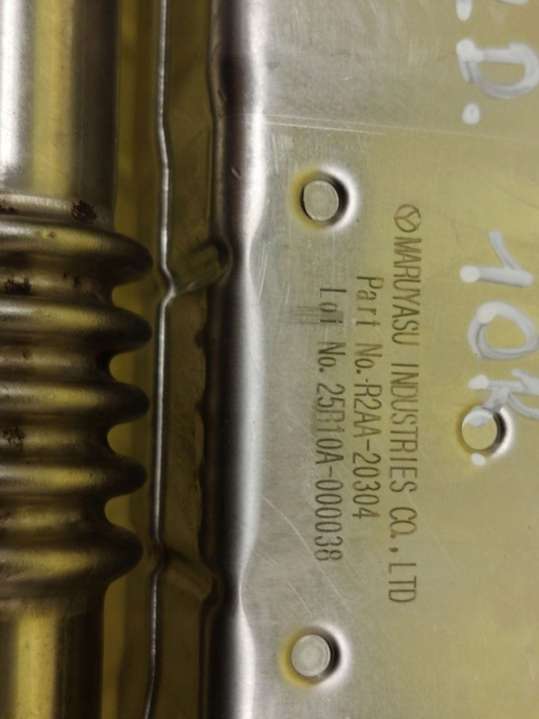 MARUYASU INDUSTRIES CO.,LTD
Part No.-R2AA-20304
Lot No. 25B10A-000038